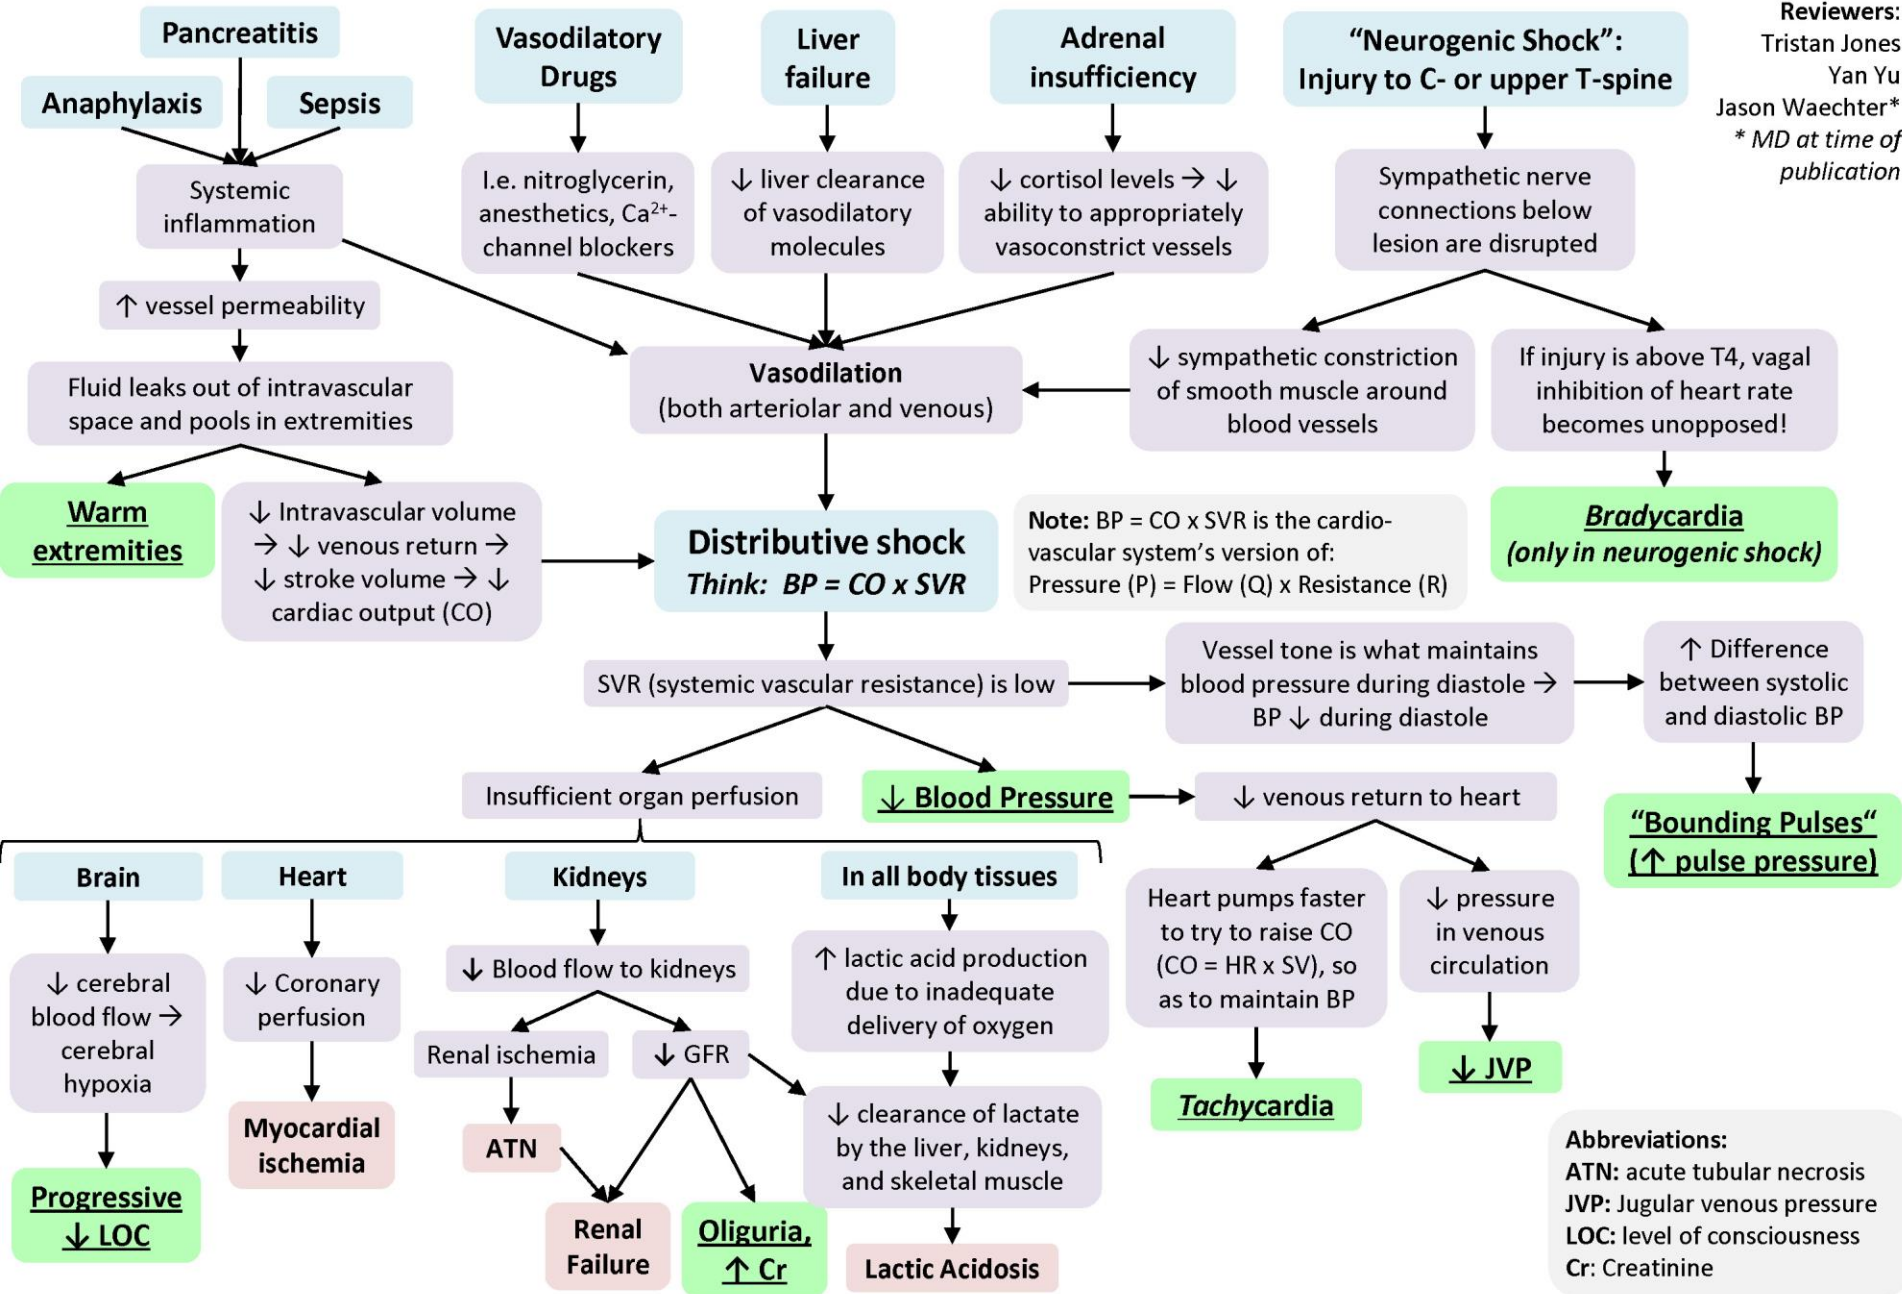 Reviewers:
Tristan Jones
Yan Yu
Jason Waechter*
* MD at time of
publication
Pancreatitis
Anaphylaxis
Sepsis
Vasodilatory
Drugs
Liver
failure
Adrenal
insufficiency
“Neurogenic Shock”:
Injury to C- or upper T-spine
Systemic
inflammation
I.e. nitroglycerin,
anesthetics, Ca²⁺-
channel blockers
↓ liver clearance
of vasodilatory
molecules
↓ cortisol levels → ↓
ability to appropriately
vasoconstrict vessels
Sympathetic nerve
connections below
lesion are disrupted
↑ vessel permeability
Fluid leaks out of intravascular
space and pools in extremities
Vasodilation
(both arteriolar and venous)
↓ sympathetic constriction
of smooth muscle around
blood vessels
If injury is above T4, vagal
inhibition of heart rate
becomes unopposed!
Warm
extremities
↓ Intravascular volume
→ ↓ venous return →
↓ stroke volume → ↓
cardiac output (CO)
Distributive shock
Think: BP = CO x SVR
Note: BP = CO x SVR is the cardio-
vascular system’s version of:
Pressure (P) = Flow (Q) x Resistance (R)
Bradycardia
(only in neurogenic shock)
SVR (systemic vascular resistance) is low
Vessel tone is what maintains
blood pressure during diastole →
BP ↓ during diastole
↑ Difference
between systolic
and diastolic BP
Insufficient organ perfusion
↓ Blood Pressure
↓ venous return to heart
“Bounding Pulses“
(↑ pulse pressure)
Brain
Heart
Kidneys
In all body tissues
↓ cerebral
blood flow →
cerebral
hypoxia
↓ Coronary
perfusion
↓ Blood flow to kidneys
↑ lactic acid production
due to inadequate
delivery of oxygen
Heart pumps faster
to try to raise CO
(CO = HR x SV), so
as to maintain BP
↓ pressure
in venous
circulation
Renal ischemia
↓ GFR
↓ JVP
Tachycardia
Myocardial
ischemia
ATN
↓ clearance of lactate
by the liver, kidneys,
and skeletal muscle
Progressive
↓ LOC
Renal
Failure
Oliguria,
↑ Cr
Lactic Acidosis
Abbreviations:
ATN: acute tubular necrosis
JVP: Jugular venous pressure
LOC: level of consciousness
Cr: Creatinine